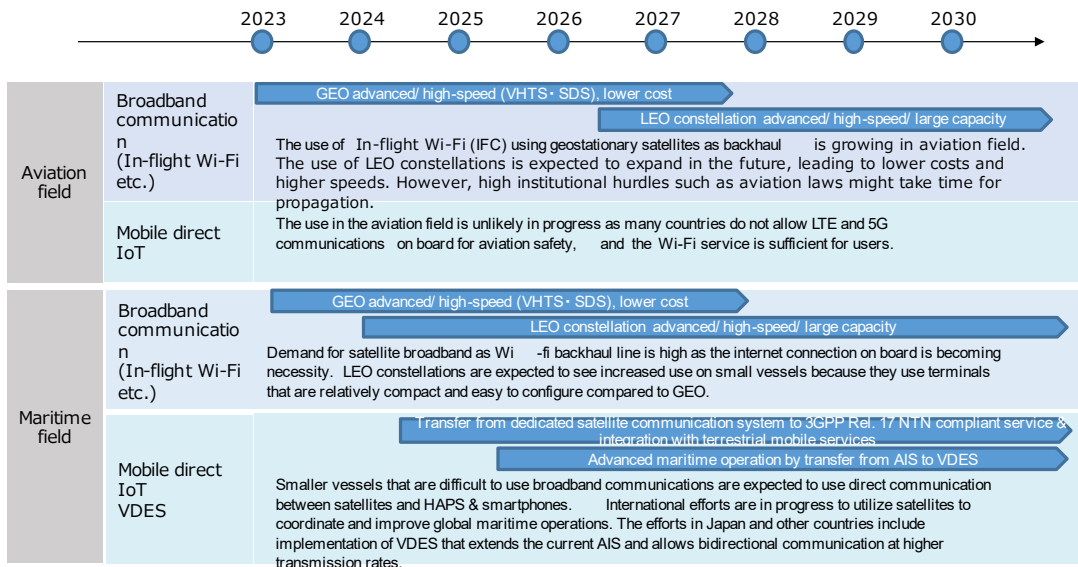 2023 2024 2025 2026 2027 2028 2029 2030
Aviation
field
Broadband
communicatio
n
(In-flight Wi-Fi
etc.)
GEO advanced/ high-speed (VHTS・SDS), lower cost
LEO constellation advanced/ high-speed/ large capacity
The use of In-flight Wi-Fi (IFC) using geostationary satellites as backhaul is growing in aviation field.
The use of LEO constellations is expected to expand in the future, leading to lower costs and
higher speeds. However, high institutional hurdles such as aviation laws might take time for
propagation.
Mobile direct
IoT
The use in the aviation field is unlikely in progress as many countries do not allow LTE and 5G
communications on board for aviation safety, and the Wi-Fi service is sufficient for users.
Maritime
field
Broadband
communicatio
n
(In-flight Wi-Fi
etc.)
GEO advanced/ high-speed (VHTS・SDS), lower cost
LEO constellation advanced/ high-speed/ large capacity
Demand for satellite broadband as Wi -fi backhaul line is high as the internet connection on board is becoming
necessity. LEO constellations are expected to see increased use on small vessels because they use terminals
that are relatively compact and easy to configure compared to GEO.
Mobile direct
IoT
VDES
Transfer from dedicated satellite communication system to 3GPP Rel. 17 NTN compliant service &
integration with terrestrial mobile services
Advanced maritime operation by transfer from AIS to VDES
Smaller vessels that are difficult to use broadband communications are expected to use direct communication
between satellites and HAPS & smartphones. International efforts are in progress to utilize satellites to
coordinate and improve global maritime operations. The efforts in Japan and other countries include
implementation of VDES that extends the current AIS and allows bidirectional communication at higher
transmission rates.